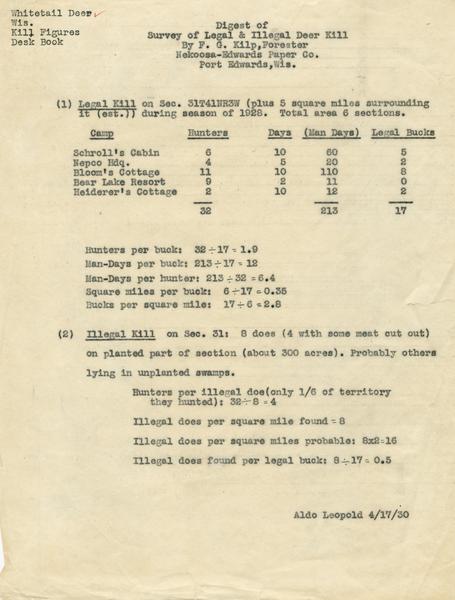 Whitetail Deer
Wis.
Kill Figures
Desk Book
Digest of
Survey of Legal & Illegal Deer Kill
By F. G. Kilp, Forester
Nekoosa-Edwards Paper Co.
Port Edwards, Wis.
(1) Legal Kill on Sec. 31T41NR3W (plus 5 square miles surrounding
it (est.)) during season of 1928. Total area 6 sections.
Camp Hunters Days (Man Days) Legal Bucks
Schroll's Cabin 6 10 60 5
Nepco Hdq. 4 5 20 2
Bloom's Cottage 11 10 110 8
Bear Lake Resort 9 2 11 0
Heiderer's Cottage 2 10 12 2
32 213 17
Hunters per buck: 32÷17 = 1.9
Man-Days per buck: 213÷17 = 12
Man-Days per hunter: 213÷32 = 6.4
Square miles per buck: 6÷17 = 0.35
Bucks per square mile: 17÷6 = 2.8
(2) Illegal Kill on Sec. 31: 8 does (4 with some meat cut out)
on planted part of section (about 300 acres). Probably others
lying in unplanted swamps.
Hunters per illegal doe(only 1/6 of territory
they hunted): 32÷8 = 4
Illegal does per square mile found = 8
Illegal does per square miles probable: 8x2=16
Illegal does found per legal buck: 8÷17 = 0.5
Aldo Leopold 4/17/30